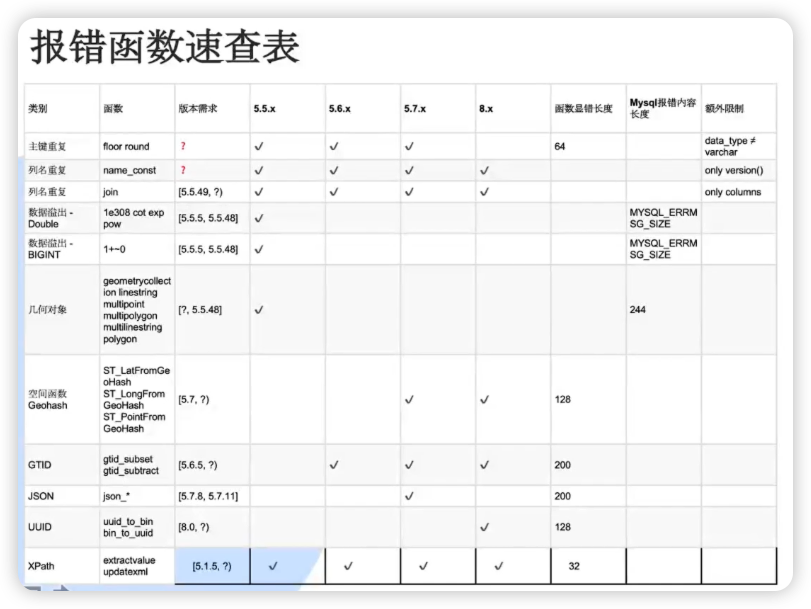 报错函数速查表
类别 函数 版本需求 5.5.x 5.6.x 5.7.x 8.x 函数显错长度 Mysql报错内容长度 额外限制
主键重复 floor round ? ✓ ✓ ✓ 64 data_type ≠ varchar
列名重复 name_const ? ✓ ✓ ✓ ✓ only version()
列名重复 join [5.5.49, ?) ✓ ✓ ✓ ✓ only columns
数据溢出 - Double 1e308 cot exp pow [5.5.5, 5.5.48] ✓ MYSQL_ERRMSG_SIZE
数据溢出 - BIGINT 1+~0 [5.5.5, 5.5.48] ✓ MYSQL_ERRMSG_SIZE
几何对象 geometrycollection linestring multipoint multipolygon multilinestring polygon [?, 5.5.48] ✓ 244
空间函数 Geohash ST_LatFromGeoHash ST_LongFromGeoHash ST_PointFromGeoHash [5.7, ?) ✓ ✓ 128
GTID gtid_subset gtid_subtract [5.6.5, ?) ✓ ✓ ✓ 200
JSON json_* [5.7.8, 5.7.11] ✓ 200
UUID uuid_to_bin bin_to_uuid [8.0, ?) ✓ 128
XPath extractvalue updatexml [5.1.5, ?) ✓ ✓ ✓ ✓ 32